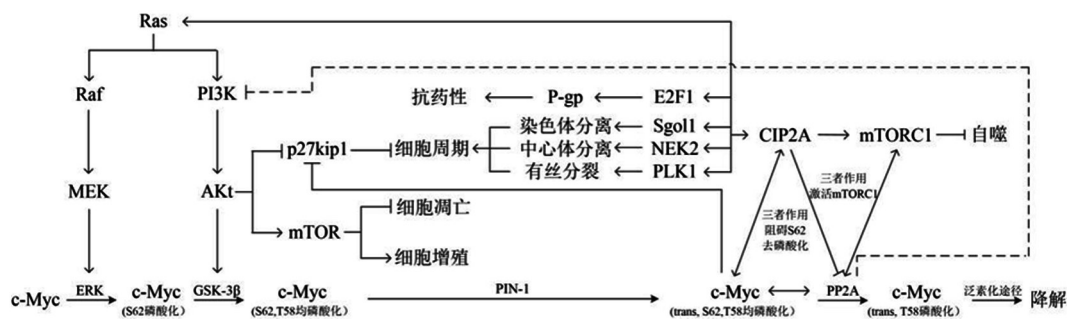 Ras
Raf
PI3K
抗药性
P-gp
E2F1
染色体分离
Sgol1
CIP2A
mTORC1
自噬
p27kip1
细胞周期
中心体分离
NEK2
有丝分裂
PLK1
MEK
AKt
三者作用
激活mTORC1
细胞凋亡
mTOR
三者作用
阻碍S62
去磷酸化
细胞增殖
c-Myc
ERK
c-Myc
(S62磷酸化)
GSK-3β
c-Myc
(S62,T58均磷酸化)
PIN-1
c-Myc
(trans, S62,T58均磷酸化)
PP2A
c-Myc
(trans, T58磷酸化)
泛素化途径
降解